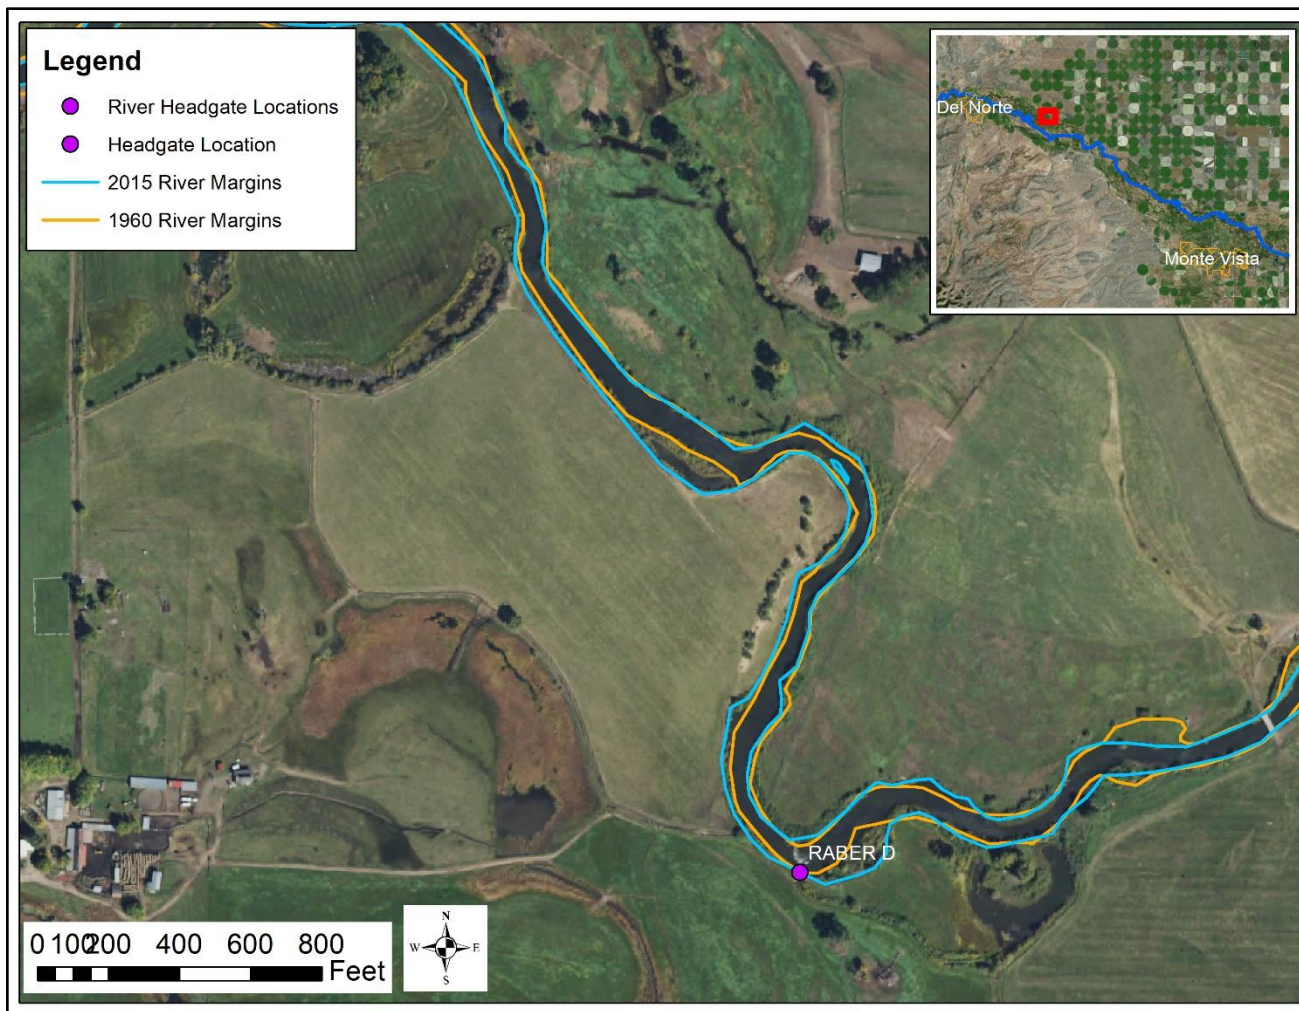 Legend
River Headgate Locations
Headgate Location
2015 River Margins
1960 River Margins
Del Norte
Monte Vista
RABER D
0 100 200 400 600 800
Feet
N
W E
S